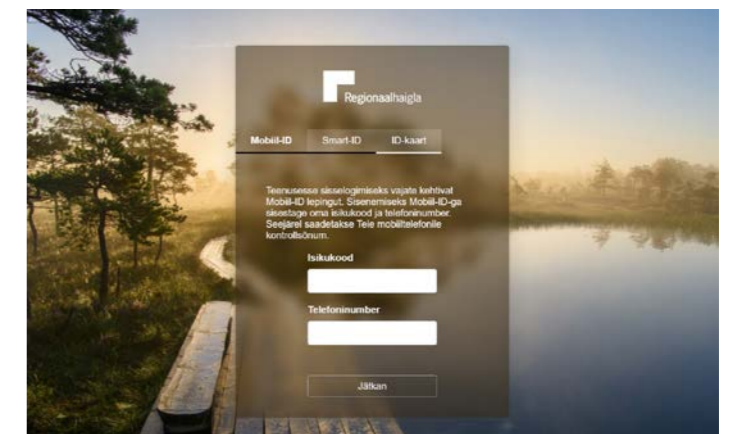 Regionaalhaigla
Mobiil-ID Smart-ID ID-kaart
Teenusesse sisselogimiseks vajate kehtivat
Mobiil-ID lepingut. Sisenemiseks Mobiil-ID-ga
sisestage oma isikukood ja telefoninumber.
Seejärel saadetakse Teie mobiiltelefonile
kontrollsõnum.
Isikukood
Telefoninumber
Jätkan